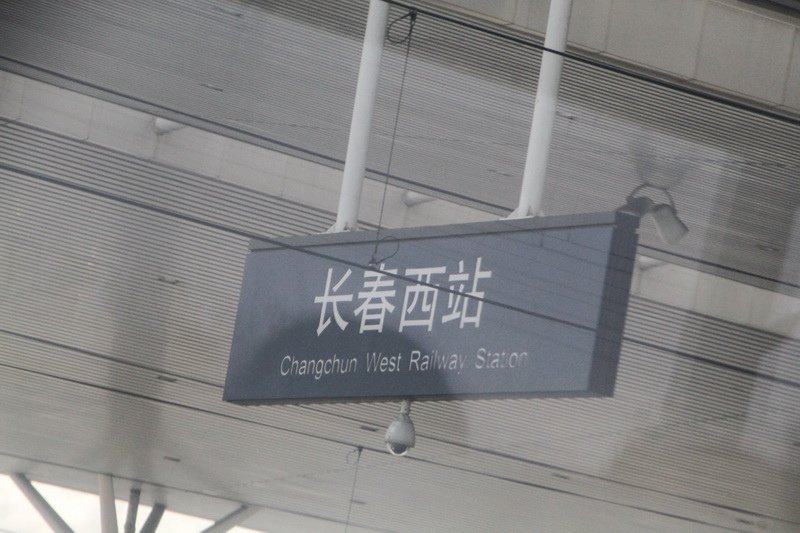 长春西站
Changchun West Railway Station